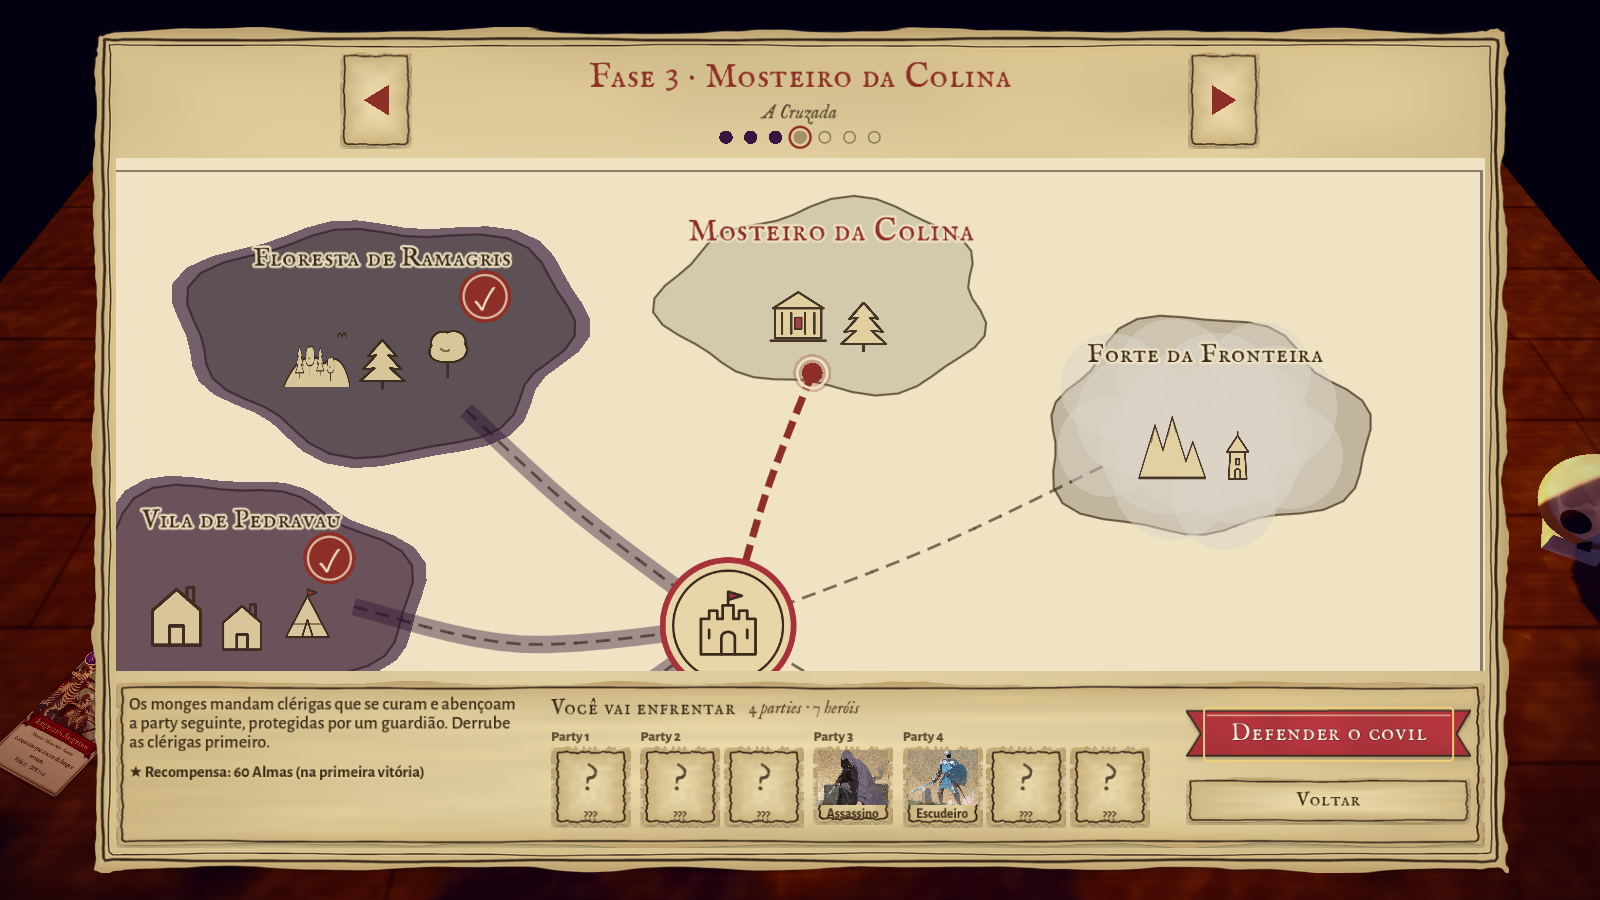 Fase 3 · Mosteiro da Colina
A Cruzada
Mosteiro da Colina
Floresta de Ramagris
Forte da Fronteira
Vila de Pedravau
Os monges mandam clérigas que se curam e abençoam
a party seguinte, protegidas por um guardião. Derrube
as clérigas primeiro.
★ Recompensa: 60 Almas (na primeira vitória)
Você vai enfrentar 4 parties · 7 heróis
Party 1 Party 2 Party 3 Party 4
? ? ? ? ?
??? ??? ??? Assassino Escudeiro ??? ???
Defender o covil
Voltar